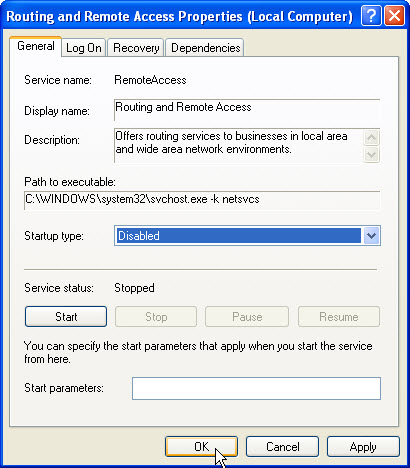 Routing and Remote Access Properties (Local Computer)
General Log On Recovery Dependencies
Service name: RemoteAccess
Display name: Routing and Remote Access
Description: Offers routing services to businesses in local area
and wide area network environments.
Path to executable:
C:\WINDOWS\system32\svchost.exe -k netsvcs
Startup type: Disabled
Service status: Stopped
Start Stop Pause Resume
You can specify the start parameters that apply when you start the service
from here.
Start parameters:
OK Cancel Apply